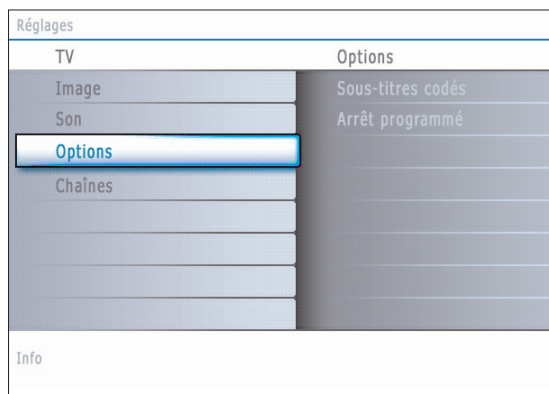 Réglages
TV
Options
Image
Sous-titres codés
Son
Arrêt programmé
Options
Chaînes
Info